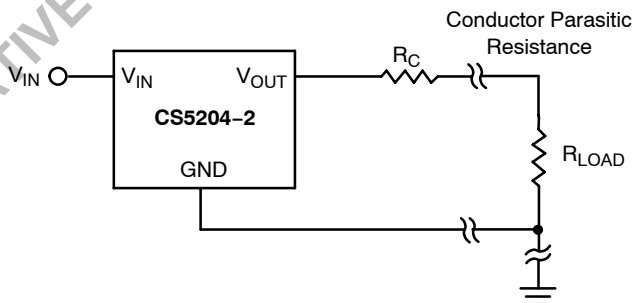 Conductor Parasitic
Resistance
R_C
V_IN
V_IN
V_OUT
CS5204−2
R_LOAD
GND